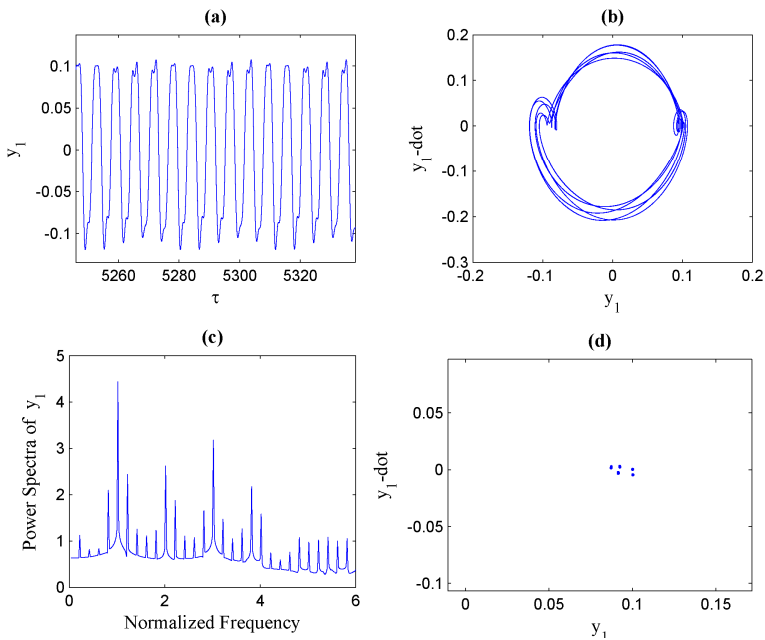 (a)
0.1
0.05
0
-0.05
-0.1
y1
5260 5280 5300 5320
τ
(b)
0.2
0.1
0
-0.1
-0.2
-0.3
y1-dot
-0.2 -0.1 0 0.1 0.2
y1
(c)
5
4
3
2
1
0
Power Spectra of y1
0 2 4 6
Normalized Frequency
(d)
0.05
0
-0.05
-0.1
y1-dot
0 0.05 0.1 0.15
y1